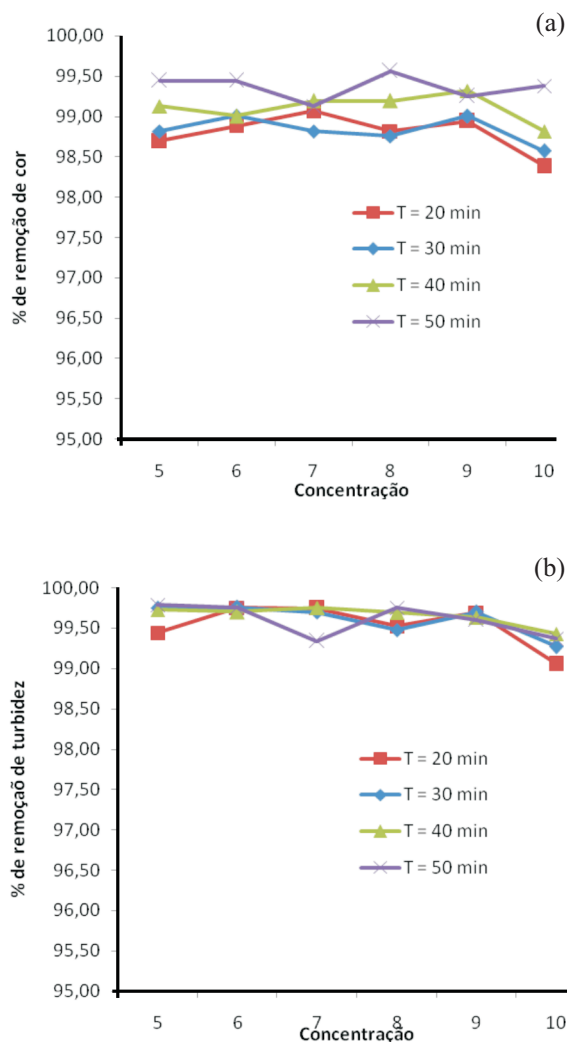 (a)
100,00
99,50
99,00
98,50
98,00
97,50
97,00
96,50
96,00
95,50
95,00
% de remoção de cor
T = 20 min
T = 30 min
T = 40 min
T = 50 min
5 6 7 8 9 10
Concentração
(b)
100,00
99,50
99,00
98,50
98,00
97,50
97,00
96,50
96,00
95,50
95,00
% de remoçaõ de turbidez
T = 20 min
T = 30 min
T = 40 min
T = 50 min
5 6 7 8 9 10
Concentração